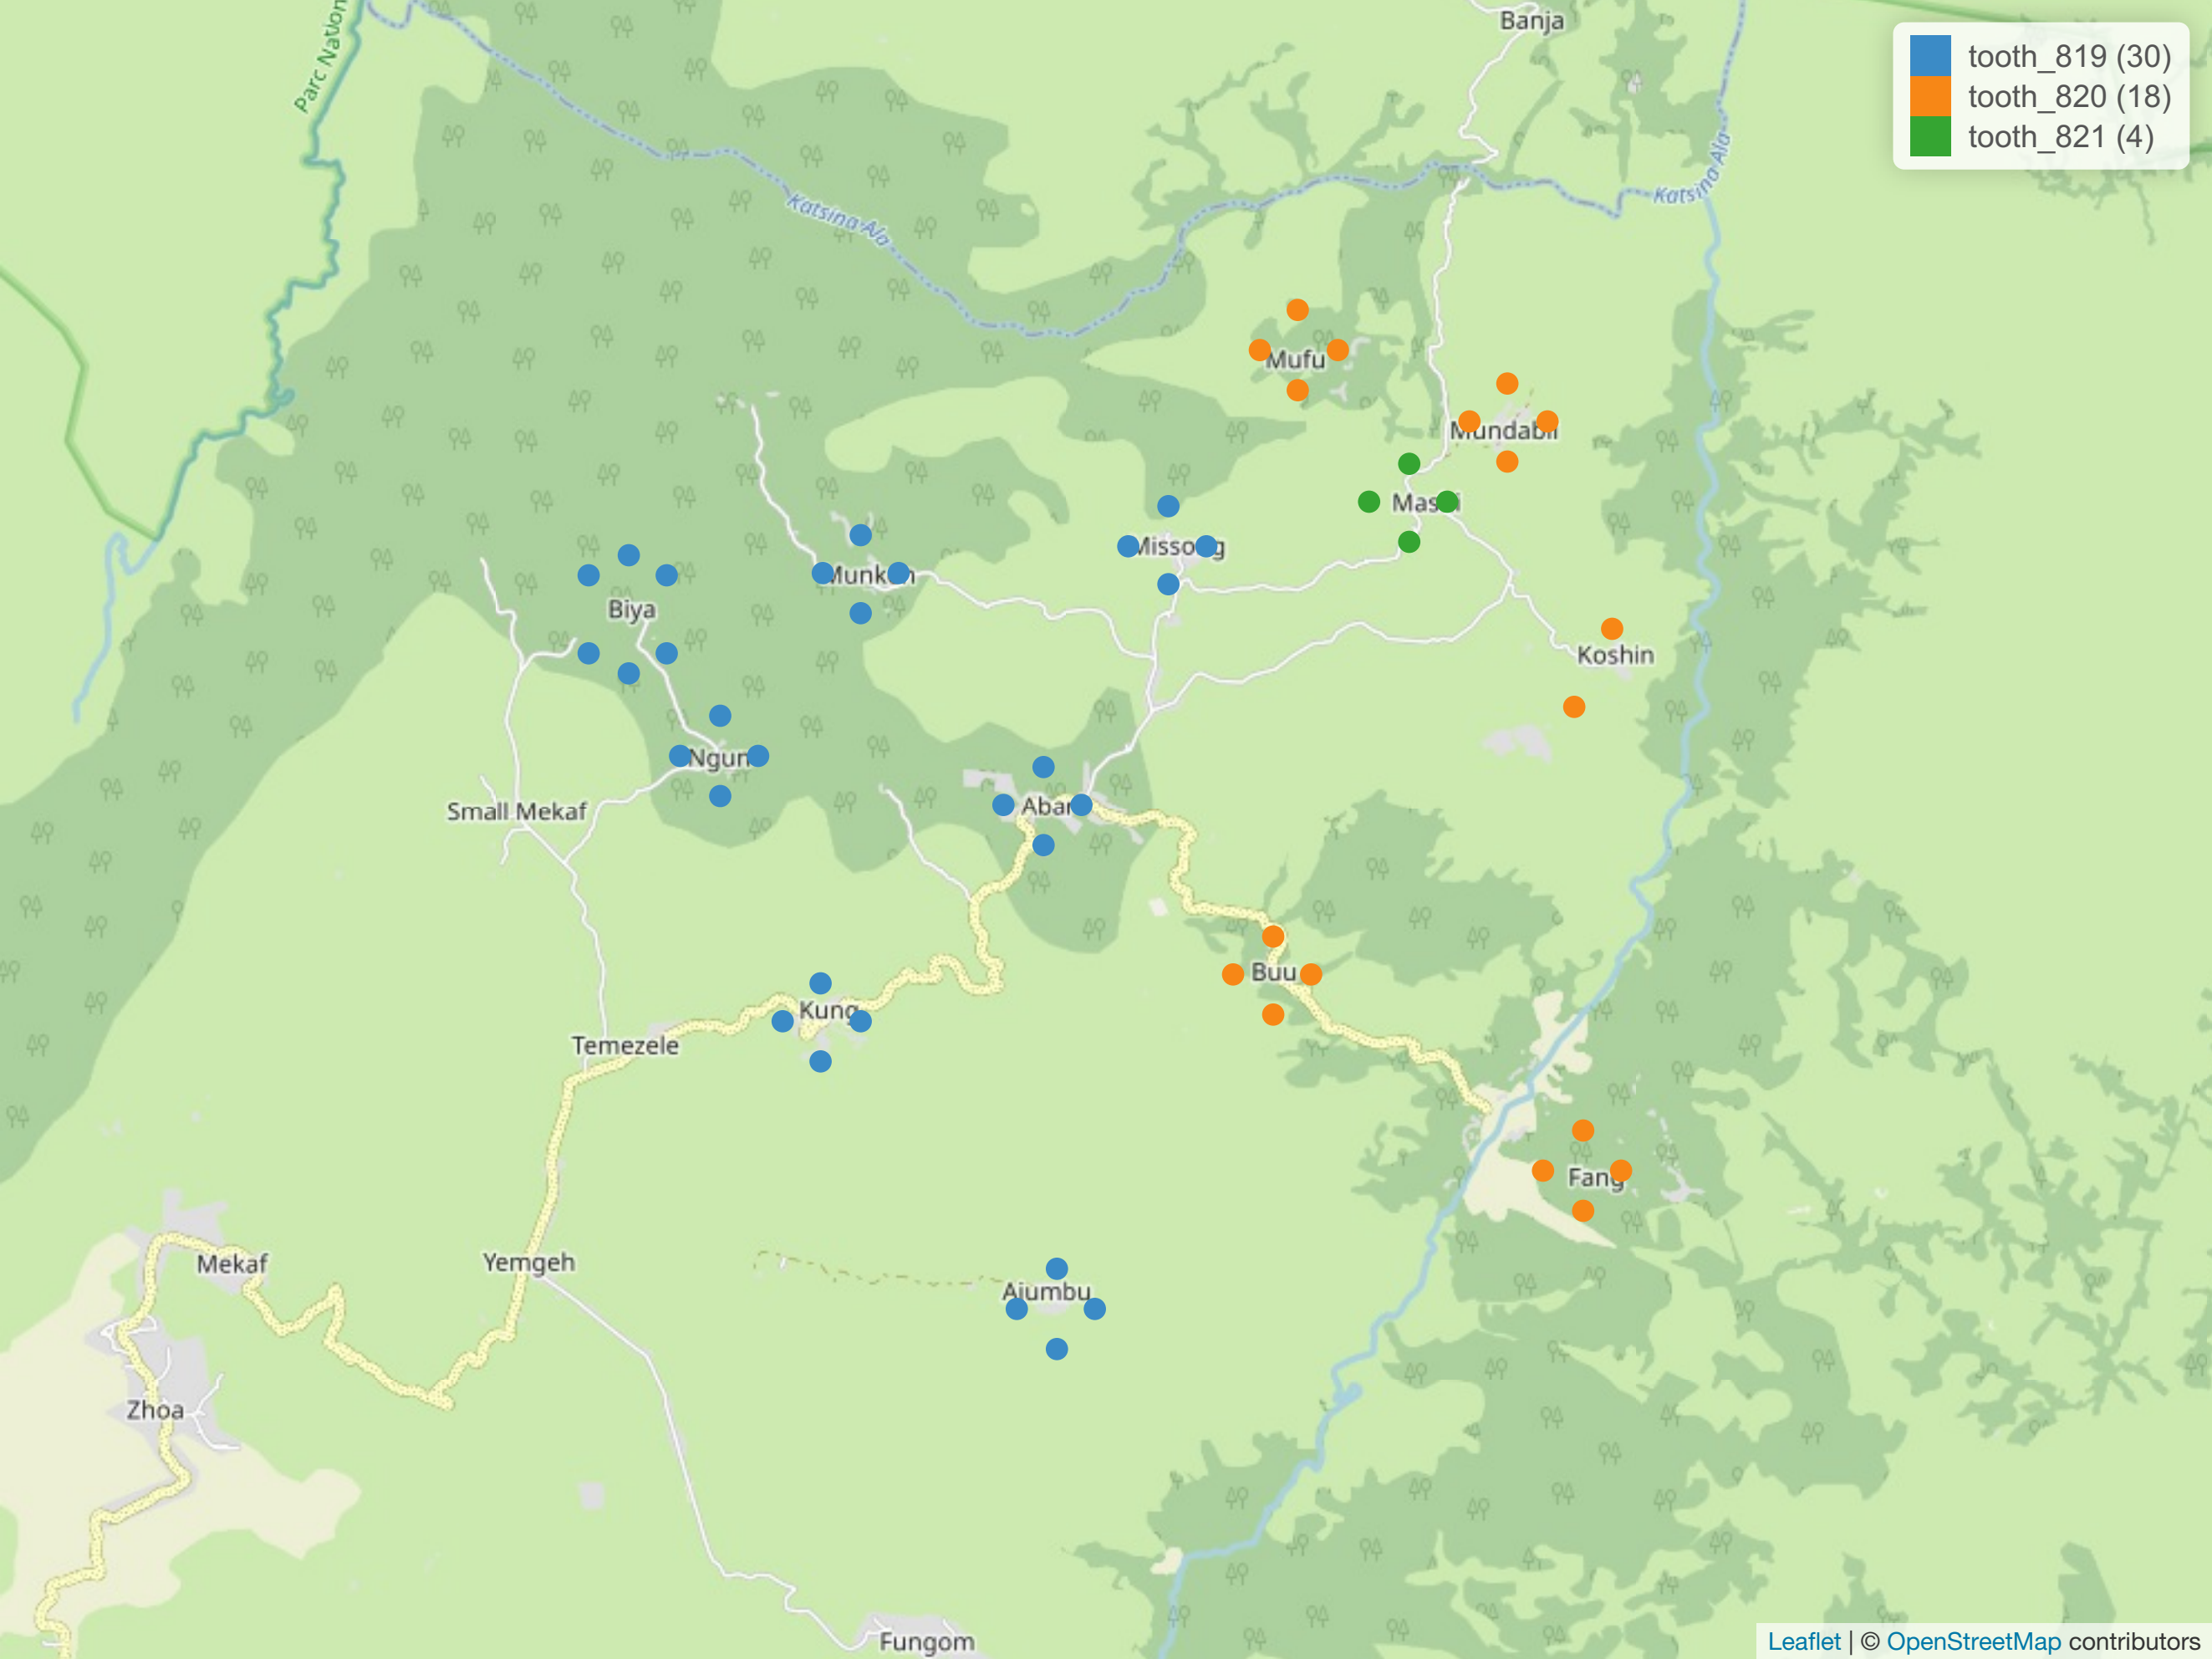 Banja
tooth_819 (30)
tooth_820 (18)
tooth_821 (4)
Katsina Ala
Katsina Ala
Mufu
Biya
Koshin
Small Mekaf
Buu
Kung
Temezele
Fang
Mekaf
Yemgeh
Ajumbu
Zhoa
Fungom
Leaflet | © OpenStreetMap contributors